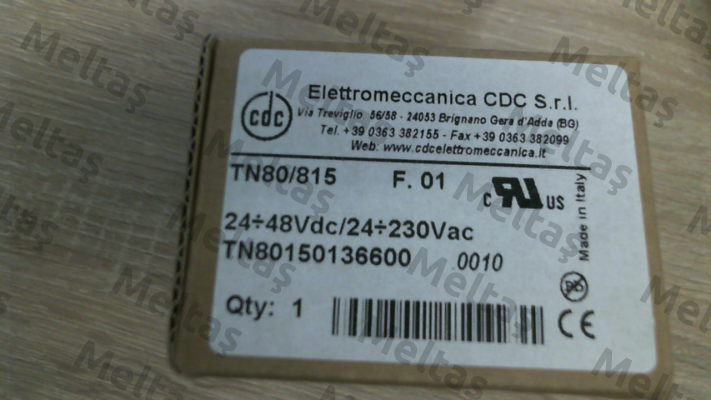 cdc
Elettromeccanica CDC S.r.l.
Via Treviglio 56/58 - 24053 Brignano Gera d'Adda (BG)
Tel. +39 0363 382155 - Fax +39 0363 382099
Web: www.cdcelettromeccanica.it
TN80/815 F. 01
c RU US
24÷48Vdc/24÷230Vac
TN80150136600 0010
Made in Italy
Pb
Qty: 1
CE
Meltaş